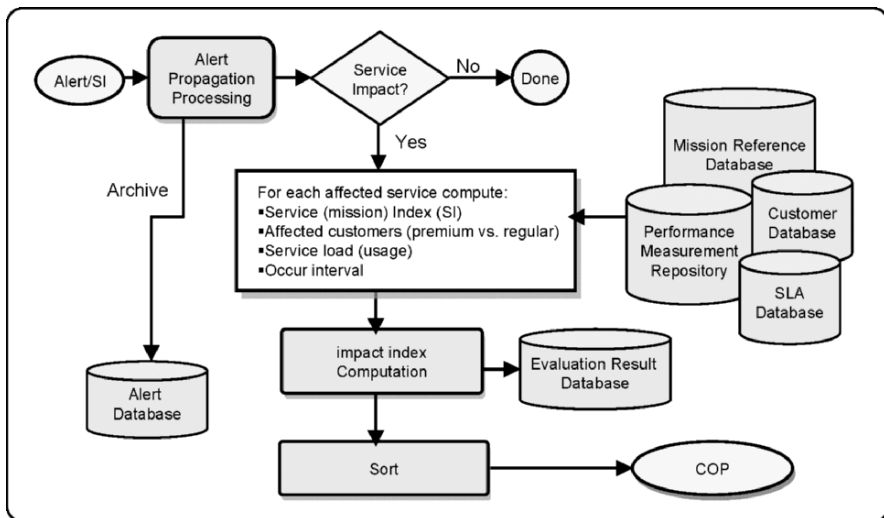 Alert/SI
Alert
Propagation
Processing
Service
Impact?
No
Done
Yes
Archive
For each affected service compute:
▪Service (mission) Index (SI)
▪Affected customers (premium vs. regular)
▪Service load (usage)
▪Occur interval
Mission Reference
Database
Performance
Measurement
Repository
Customer
Database
SLA
Database
impact index
Computation
Evaluation Result
Database
Alert
Database
Sort
COP